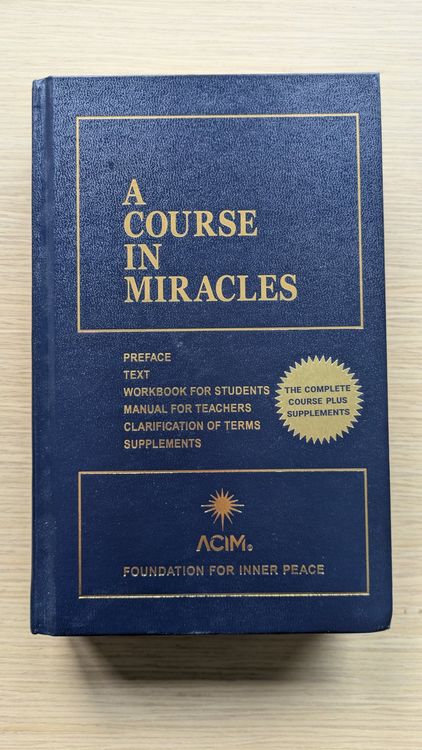 A
COURSE
IN
MIRACLES
PREFACE
TEXT
WORKBOOK FOR STUDENTS
MANUAL FOR TEACHERS
CLARIFICATION OF TERMS
SUPPLEMENTS
THE COMPLETE
COURSE PLUS
SUPPLEMENTS
ACIM®
FOUNDATION FOR INNER PEACE